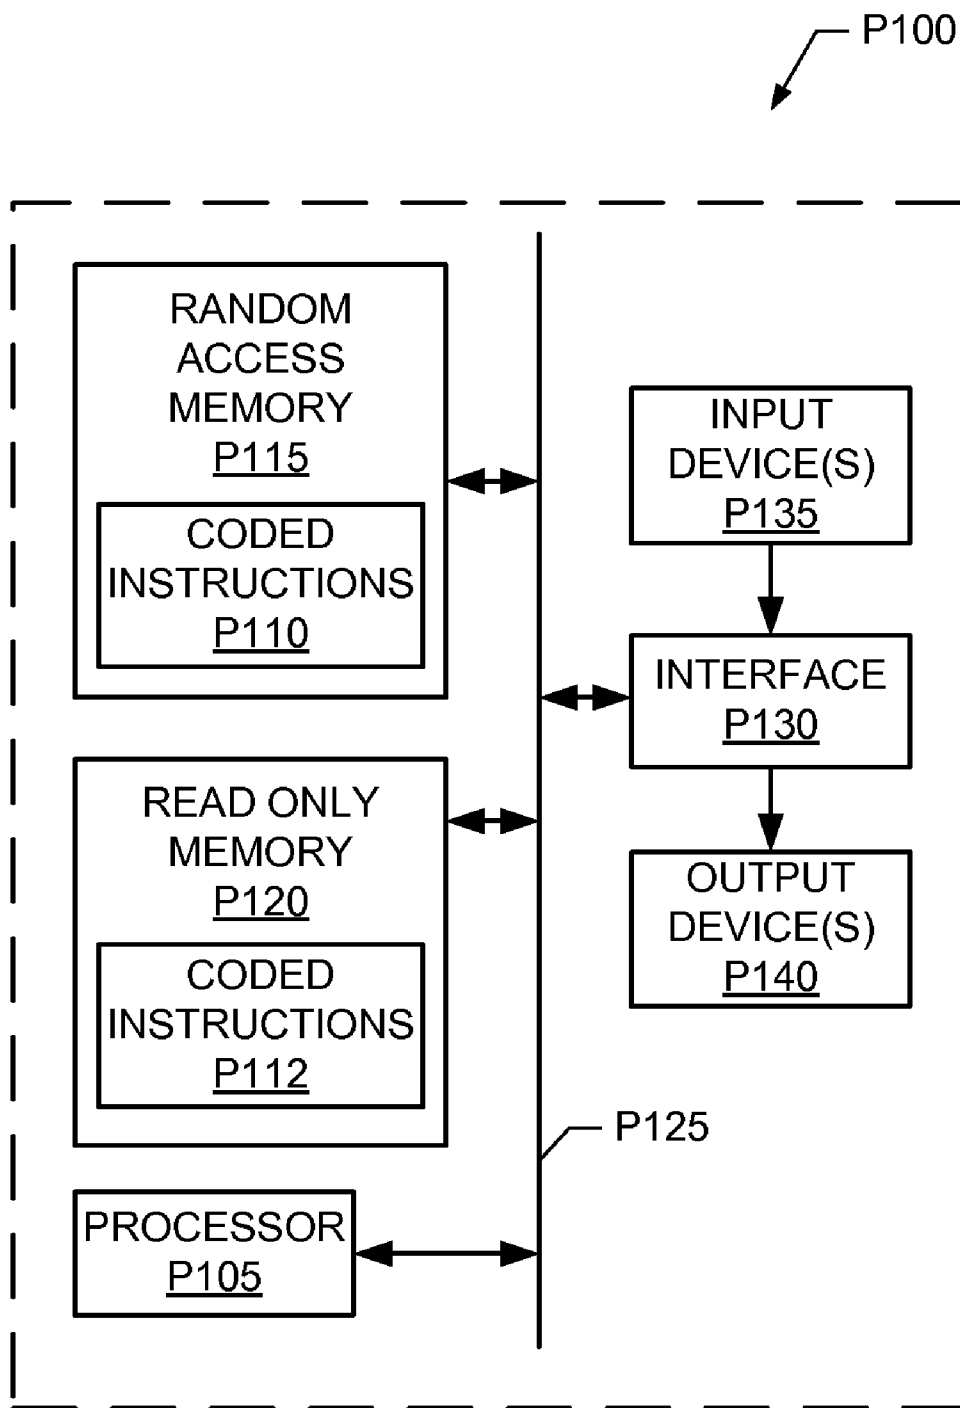 P100
RANDOM
ACCESS
MEMORY
P115
CODED
INSTRUCTIONS
P110
READ ONLY
MEMORY
P120
CODED
INSTRUCTIONS
P112
PROCESSOR
P105
INPUT
DEVICE(S)
P135
INTERFACE
P130
OUTPUT
DEVICE(S)
P140
P125